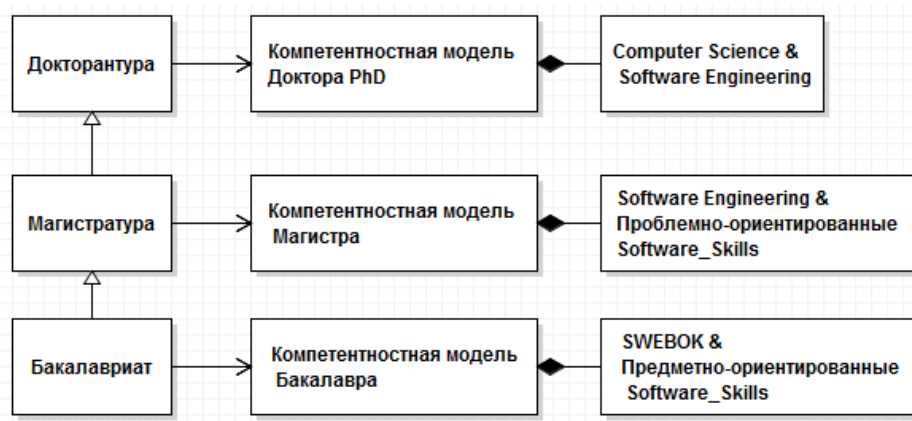 Докторантура
Компетентностная модель
Доктора PhD
Computer Science &
Software Engineering
Магистратура
Компетентностная модель
Магистра
Software Engineering &
Проблемно-ориентированные
Software_Skills
Бакалавриат
Компетентностная модель
Бакалавра
SWEBOK &
Предметно-ориентированные
Software_Skills